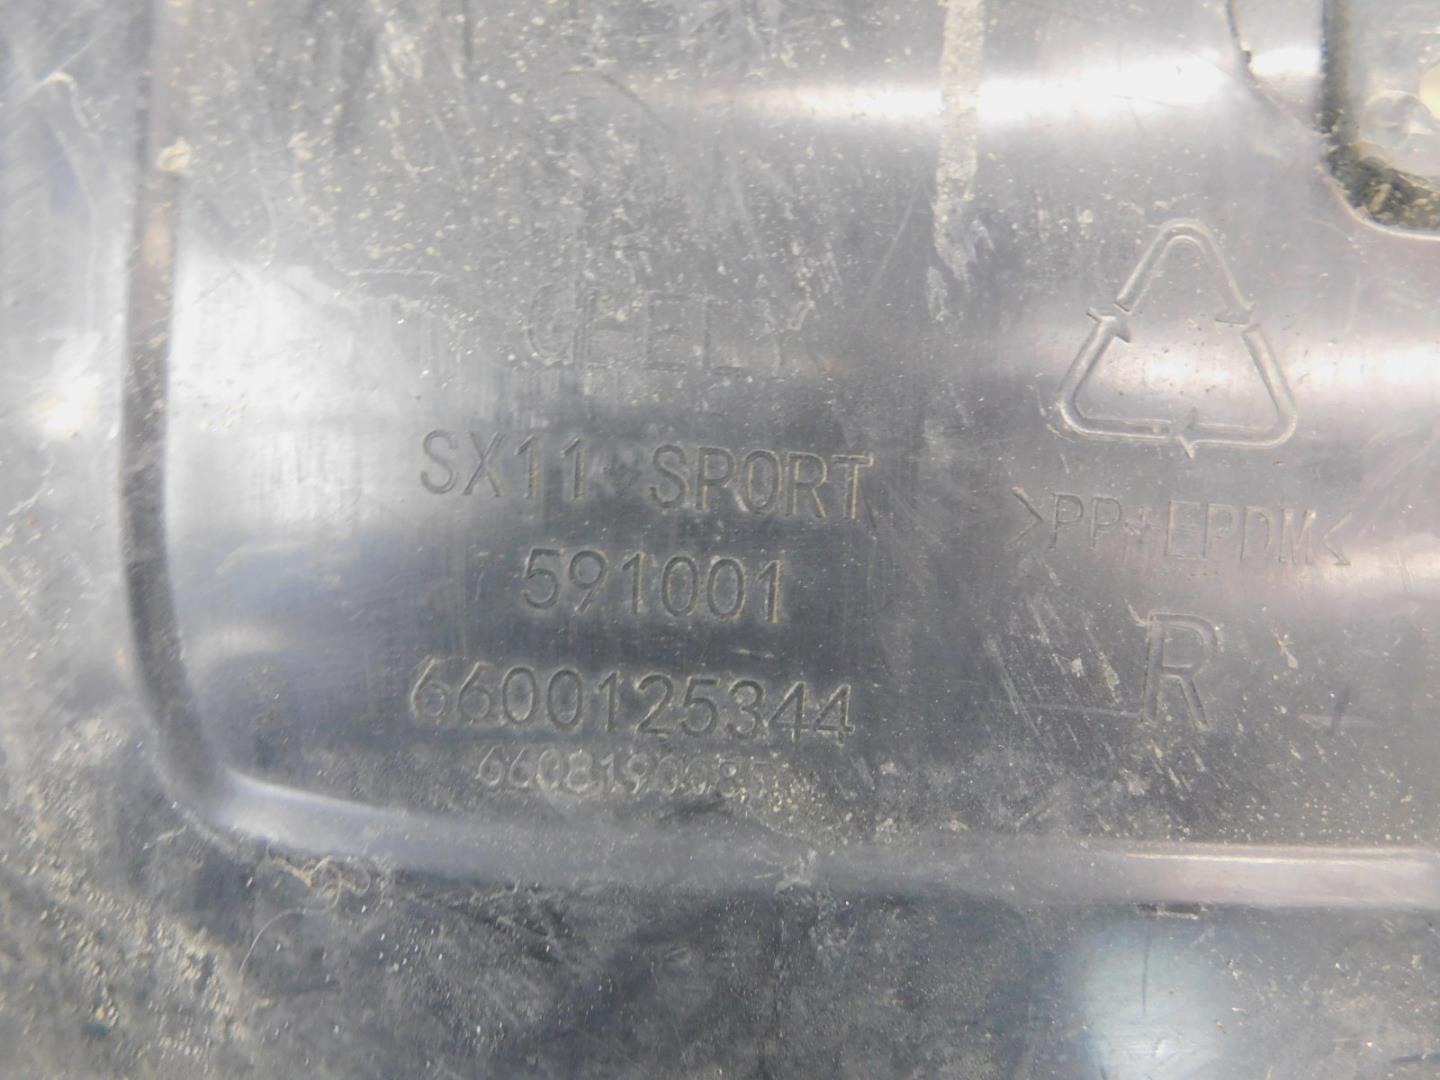 GEELY
SX11 SPORT
591001
6600125344
>PP+EPDM<
R